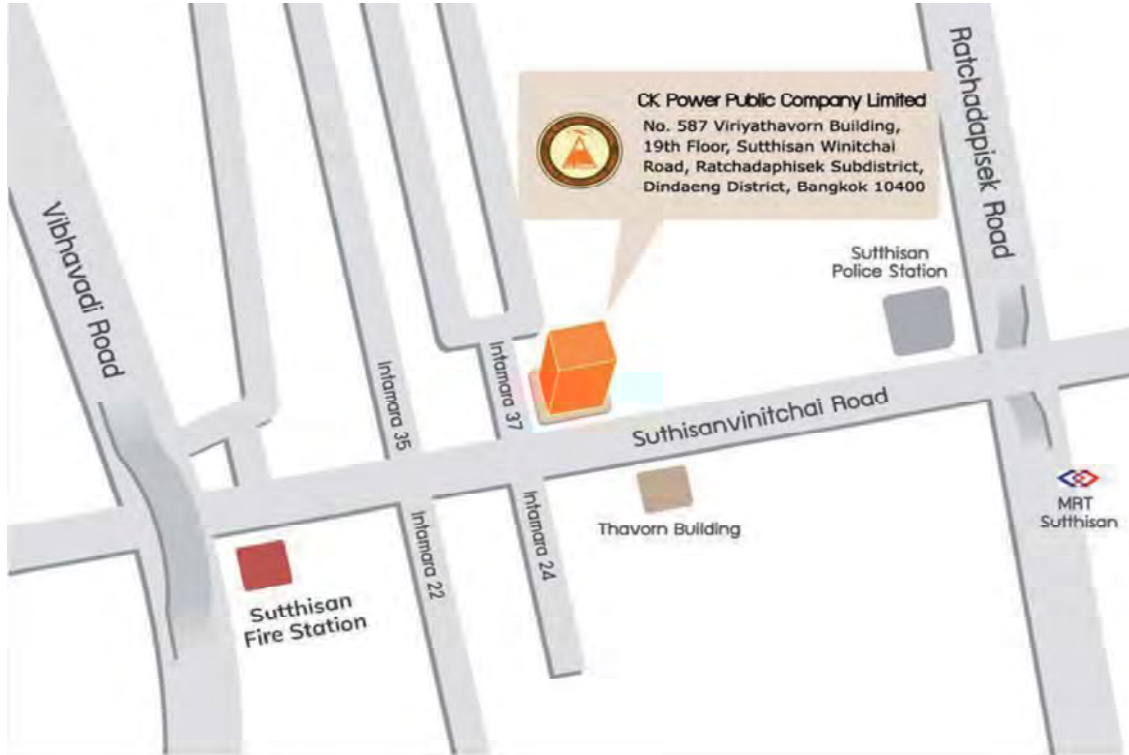 Ratchadapisek Road
CK Power Public Company Limited
No. 587 Viriyathavorn Building,
19th Floor, Sutthisan Winitchai
Road, Ratchadaphisek Subdistrict,
Dindaeng District, Bangkok 10400
Vibhavadi Road
Sutthisan
Police Station
Intamara 35
Intamara 37
Suthisanvinitchai Road
MRT
Sutthisan
Thavorn Building
Intamara 22
Intamara 24
Sutthisan
Fire Station